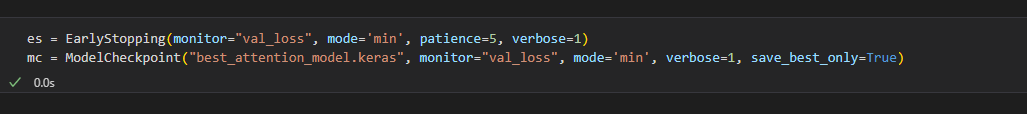 es = EarlyStopping(monitor="val_loss", mode='min', patience=5, verbose=1)
mc = ModelCheckpoint("best_attention_model.keras", monitor="val_loss", mode='min', verbose=1, save_best_only=True)
0.0s